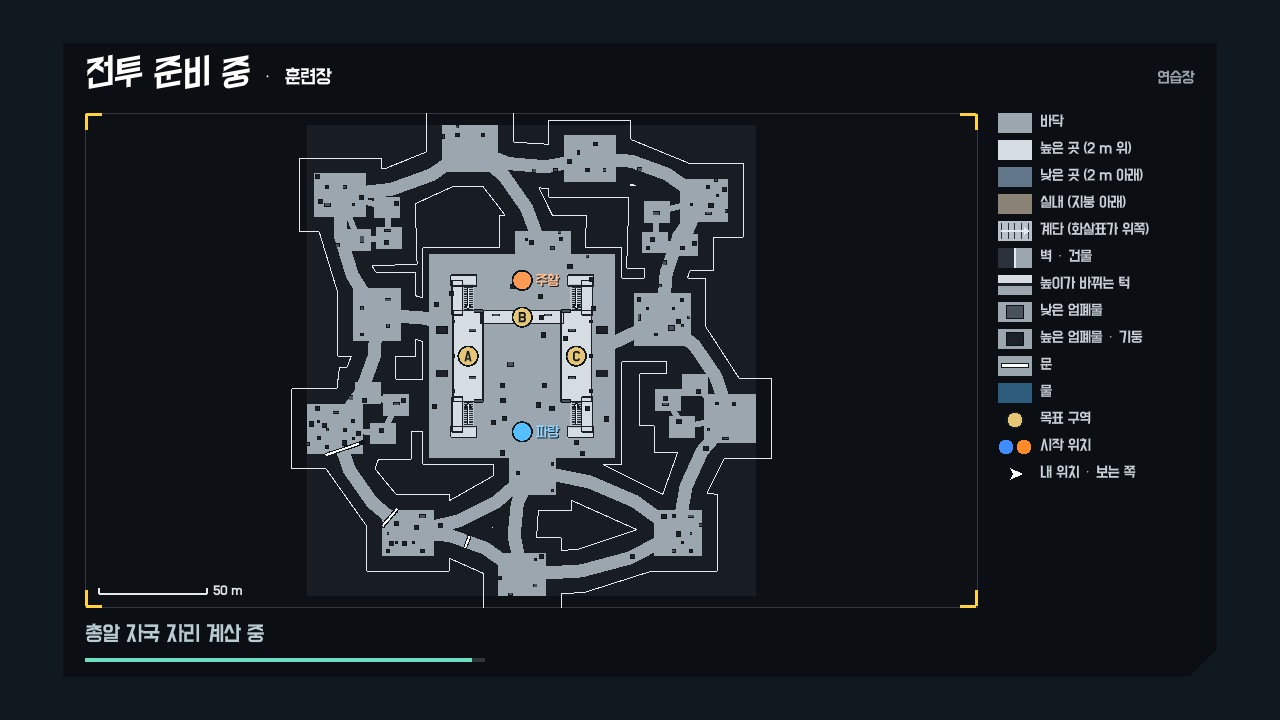 전투 준비 중 · 훈련장
연습장
바닥
높은 곳 (2 m 위)
낮은 곳 (2 m 아래)
실내 (지붕 아래)
계단 (화살표가 위쪽)
벽 · 건물
높이가 바뀌는 턱
낮은 엄폐물
높은 엄폐물 · 기둥
문
물
목표 구역
시작 위치
내 위치 · 보는 쪽
주황
B
A
C
파랑
50 m
총알 자국 자리 계산 중